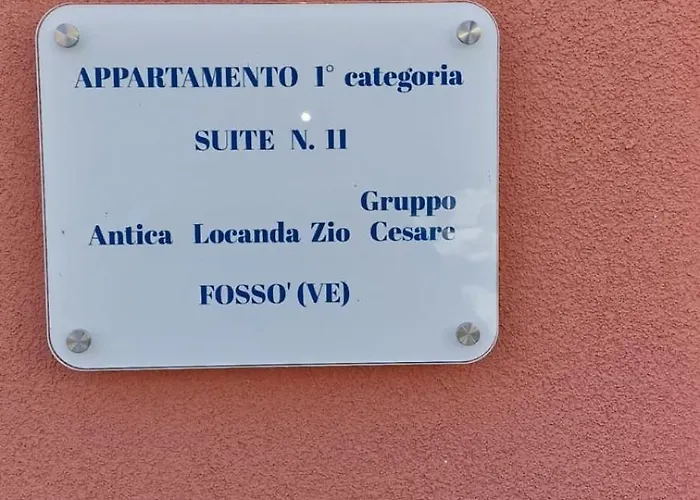 APPARTAMENTO 1° categoria
SUITE N. 11
Gruppo
Antica Locanda Zio Cesare
FOSSO' (VE)